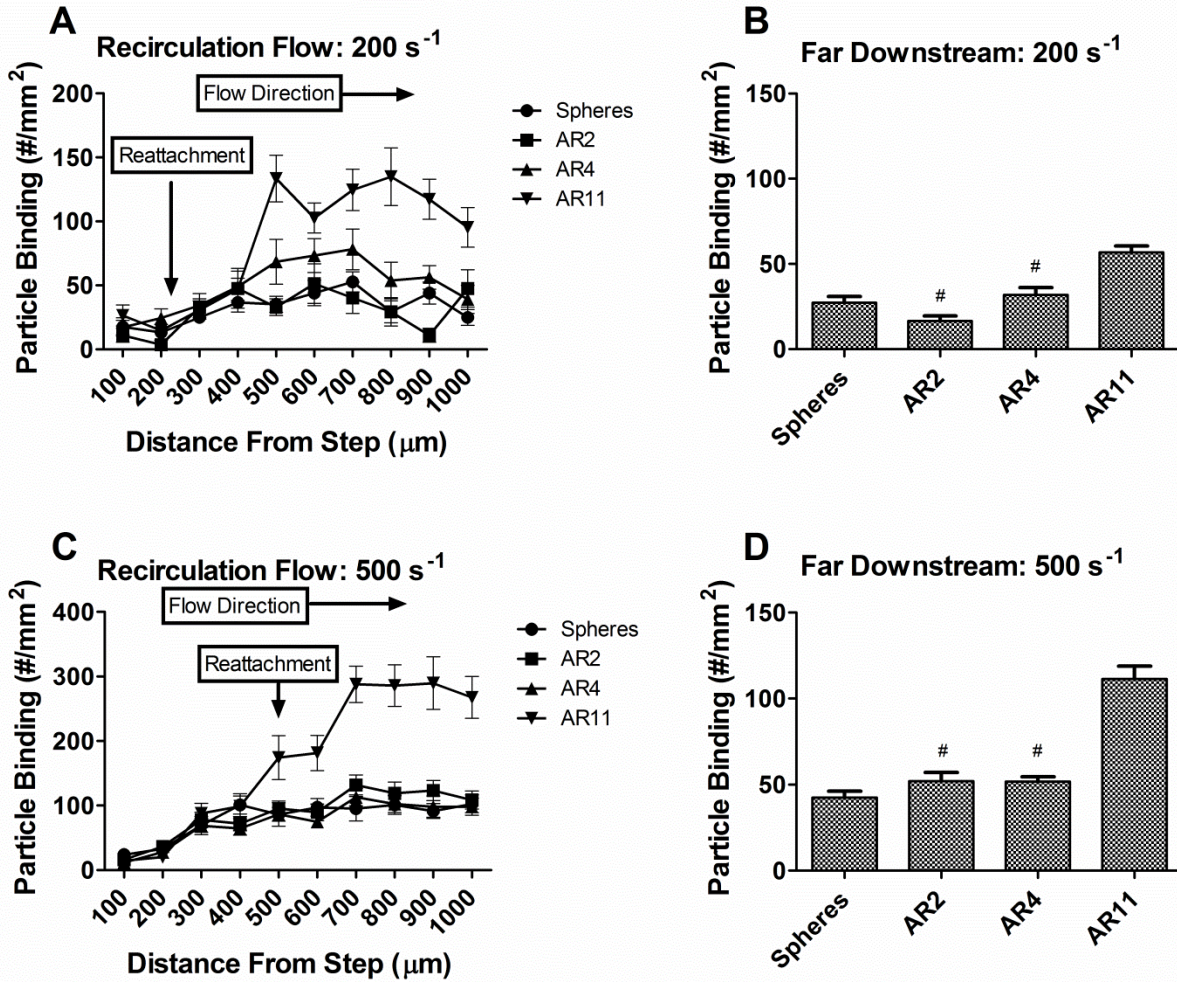 A
Recirculation Flow: 200 s-1
Flow Direction
Reattachment
Particle Binding (#/mm2)
200
150
100
50
0
100
200
300
400
500
600
700
800
900
1000
Distance From Step (μm)
Spheres
AR2
AR4
AR11
B
Far Downstream: 200 s-1
Particle Binding (#/mm2)
150
100
50
0
#
#
Spheres
AR2
AR4
AR11
C
Recirculation Flow: 500 s-1
Flow Direction
Reattachment
Particle Binding (#/mm2)
400
300
200
100
0
100
200
300
400
500
600
700
800
900
1000
Distance From Step (μm)
Spheres
AR2
AR4
AR11
D
Far Downstream: 500 s-1
Particle Binding (#/mm2)
150
100
50
0
#
#
Spheres
AR2
AR4
AR11